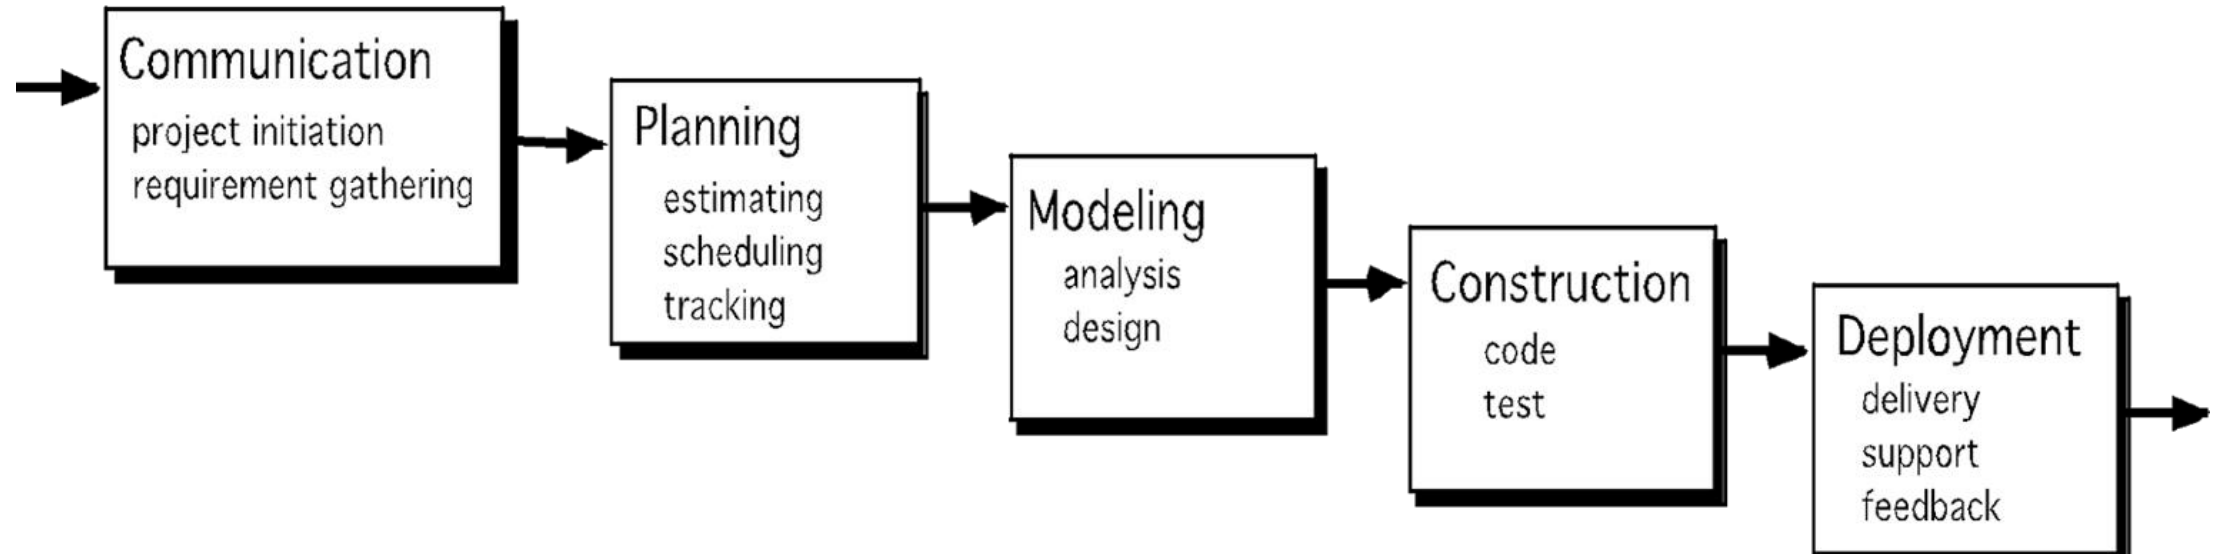 Communication
project initiation
requirement gathering
Planning
estimating
scheduling
tracking
Modeling
analysis
design
Construction
code
test
Deployment
delivery
support
feedback